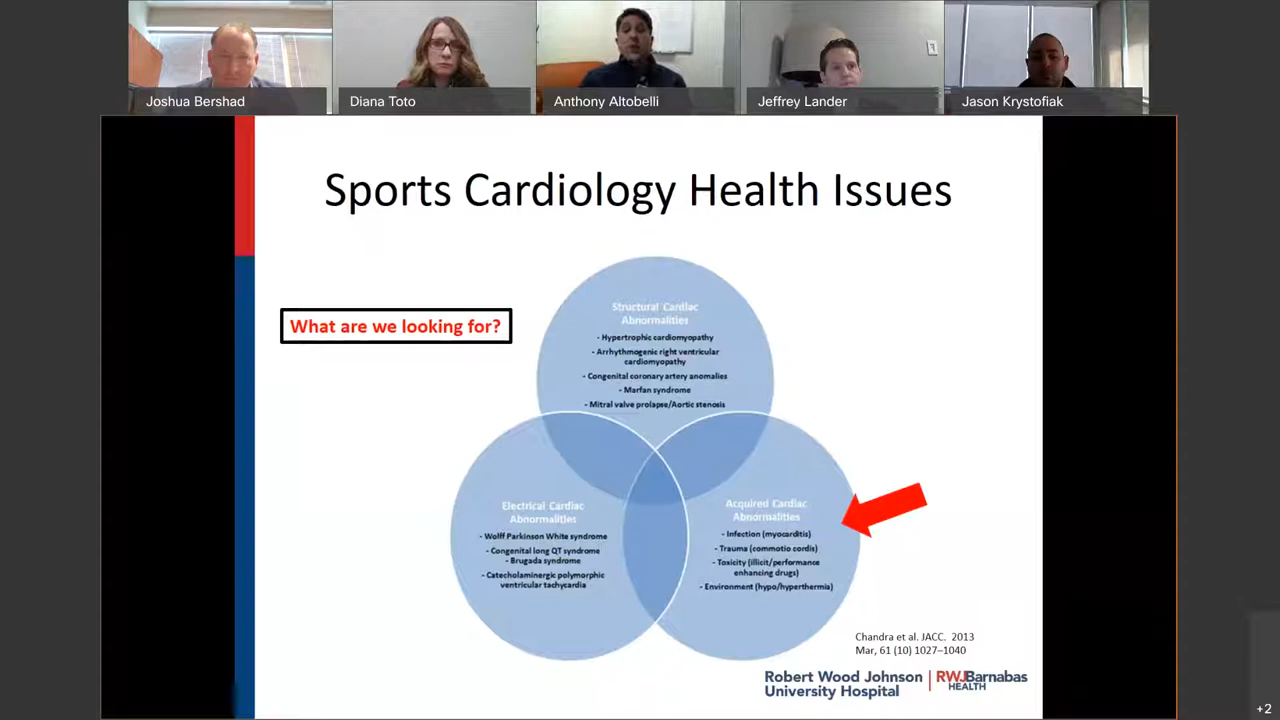 Joshua Bershad
Diana Toto
Anthony Altobelli
Jeffrey Lander
Jason Krystofiak
Sports Cardiology Health Issues
What are we looking for?
Structural Cardiac
Abnormalities
- Hypertrophic cardiomyopathy
- Arrhythmogenic right ventricular
cardiomyopathy
- Congenital coronary artery anomalies
- Marfan syndrome
- Mitral valve prolapse/Aortic stenosis
Electrical Cardiac
Abnormalities
- Wolff Parkinson White syndrome
- Congenital long QT syndrome
- Brugada syndrome
- Catecholaminergic polymorphic
ventricular tachycardia
Acquired Cardiac
Abnormalities
- Infection (myocarditis)
- Trauma (commotio cordis)
- Toxicity (illicit/performance
enhancing drugs)
- Environment (hypo/hyperthermia)
Chandra et al. JACC. 2013
Mar, 61 (10) 1027–1040
Robert Wood Johnson
University Hospital
RWJBarnabas
HEALTH
+2